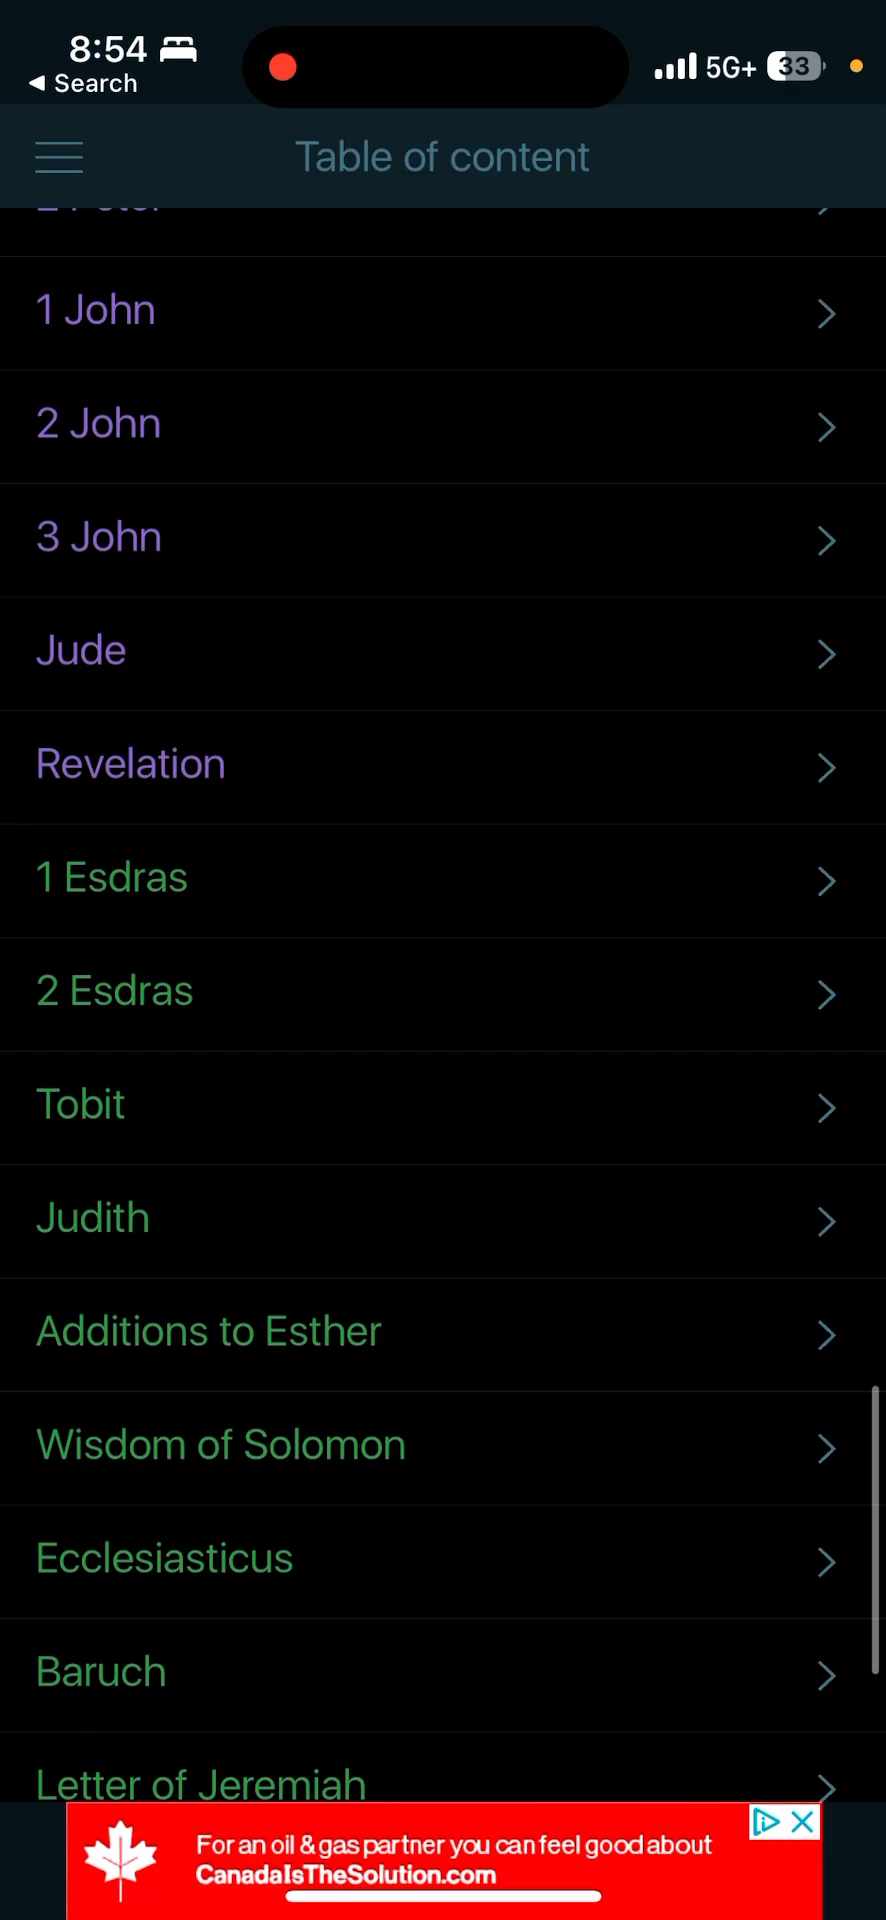 8:54
Search
5G+
33
Table of content
1 John
2 John
3 John
Jude
Revelation
1 Esdras
2 Esdras
Tobit
Judith
Additions to Esther
Wisdom of Solomon
Ecclesiasticus
Baruch
Letter of Jeremiah
For an oil & gas partner you can feel good about
CanadaIsTheSolution.com